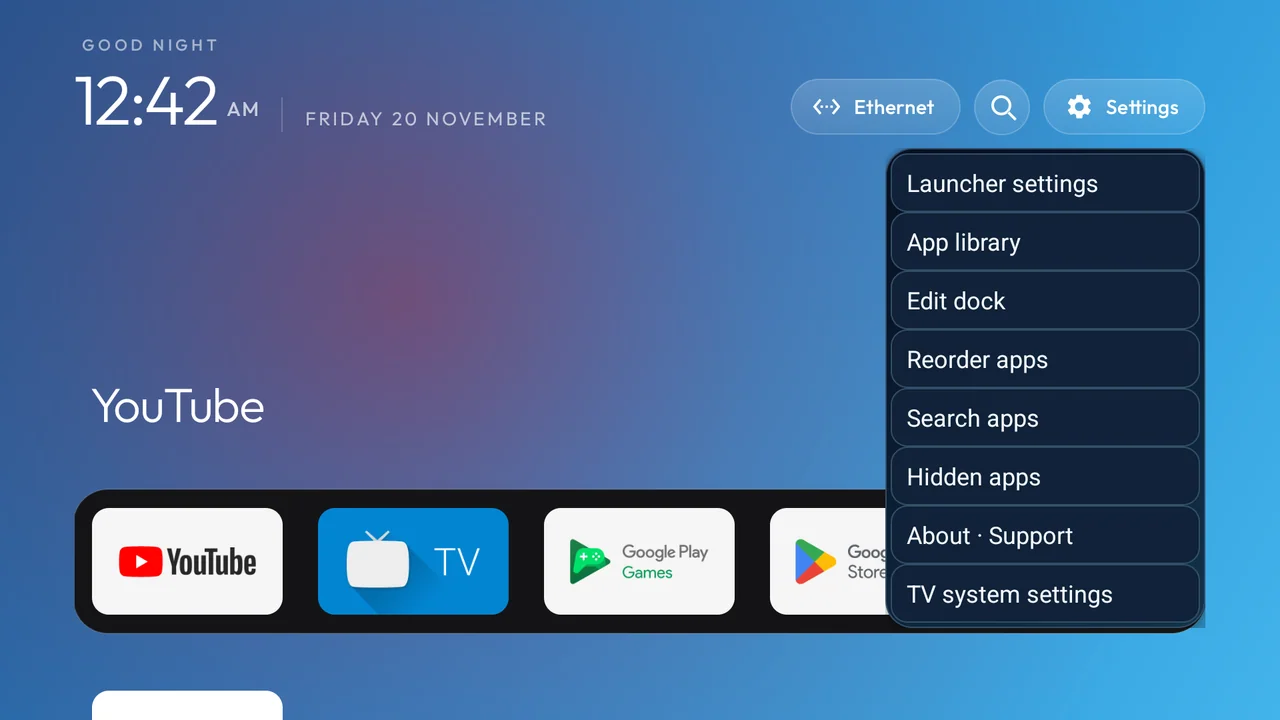 GOOD NIGHT
12:42 AM
FRIDAY 20 NOVEMBER
Ethernet
Settings
Launcher settings
App library
Edit dock
Reorder apps
Search apps
Hidden apps
About · Support
TV system settings
YouTube
YouTube
TV
Google Play
Games
Store